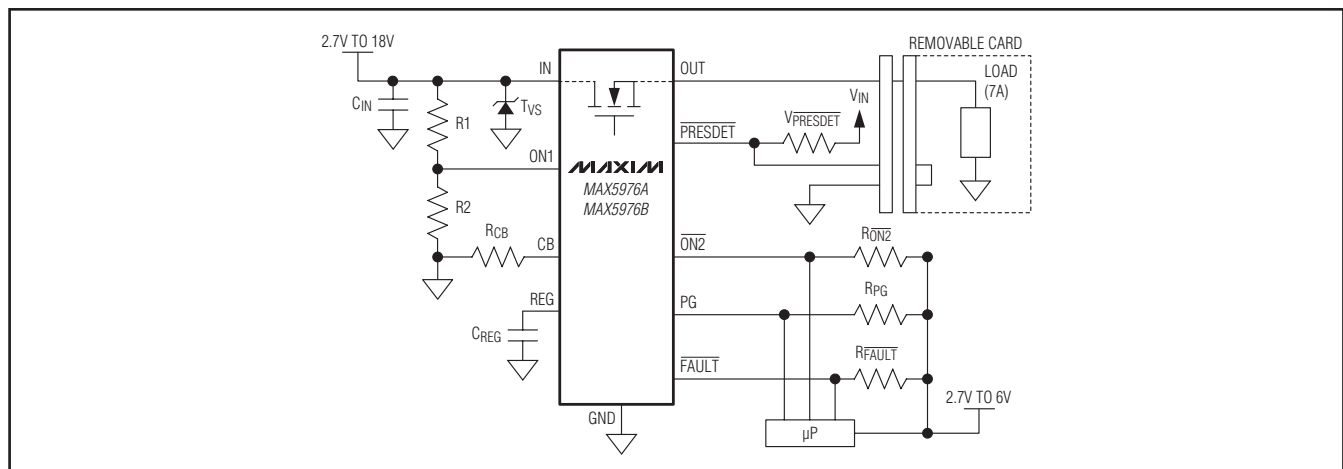 2.7V TO 18V
IN
OUT
REMOVABLE CARD
LOAD
(7A)
CIN
R1
TVS
VIN
VPRESDET
PRESDET
ON1
MAXIM
MAX5976A
MAX5976B
R2
RCB
CB
ON2
RON2
REG
PG
RPG
CREG
FAULT
RFAULT
2.7V TO 6V
GND
µP